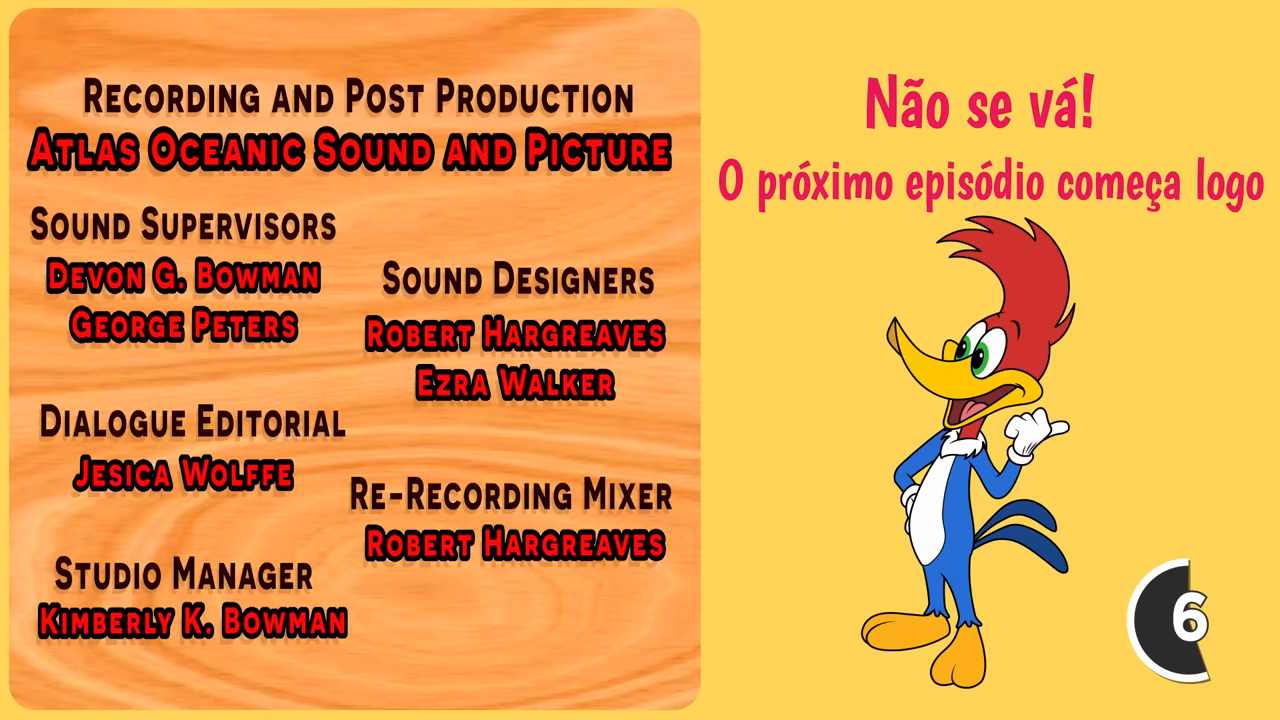 Recording and Post Production
Atlas Oceanic Sound and Picture
Sound Supervisors
Devon G. Bowman
George Peters
Sound Designers
Robert Hargreaves
Ezra Walker
Dialogue Editorial
Jesica Wolffe
Re-Recording Mixer
Robert Hargreaves
Studio Manager
Kimberly K. Bowman
Não se vá!
O próximo episódio começa logo
6